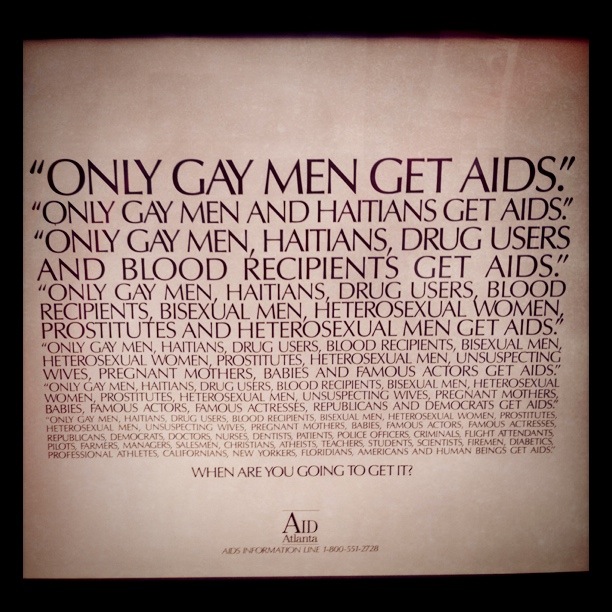 “ONLY GAY MEN GET AIDS.”
“ONLY GAY MEN AND HAITIANS GET AIDS.”
“ONLY GAY MEN, HAITIANS, DRUG USERS
AND BLOOD RECIPIENTS GET AIDS.”
“ONLY GAY MEN, HAITIANS, DRUG USERS, BLOOD
RECIPIENTS, BISEXUAL MEN, HETEROSEXUAL WOMEN,
PROSTITUTES AND HETEROSEXUAL MEN GET AIDS.”
“ONLY GAY MEN, HAITIANS, DRUG USERS, BLOOD RECIPIENTS, BISEXUAL MEN,
HETEROSEXUAL WOMEN, PROSTITUTES, HETEROSEXUAL MEN, UNSUSPECTING
WIVES, PREGNANT MOTHERS, BABIES AND FAMOUS ACTORS GET AIDS.”
“ONLY GAY MEN, HAITIANS, DRUG USERS, BLOOD RECIPIENTS, BISEXUAL MEN, HETEROSEXUAL
WOMEN, PROSTITUTES, HETEROSEXUAL MEN, UNSUSPECTING WIVES, PREGNANT MOTHERS,
BABIES, FAMOUS ACTORS, FAMOUS ACTRESSES, REPUBLICANS AND DEMOCRATS GET AIDS.”
“ONLY GAY MEN, HAITIANS, DRUG USERS, BLOOD RECIPIENTS, BISEXUAL MEN, HETEROSEXUAL WOMEN, PROSTITUTES,
HETEROSEXUAL MEN, UNSUSPECTING WIVES, PREGNANT MOTHERS, BABIES, FAMOUS ACTORS, FAMOUS ACTRESSES,
REPUBLICANS, DEMOCRATS, DOCTORS, NURSES, DENTISTS, PATIENTS, POLICE OFFICERS, CRIMINALS, FLIGHT ATTENDANTS,
PILOTS, FARMERS, MANAGERS, SALESMEN, CHRISTIANS, ATHEISTS, TEACHERS, STUDENTS, SCIENTISTS, FIREMEN, DIABETICS,
PROFESSIONAL ATHLETES, CALIFORNIANS, NEW YORKERS, FLORIDIANS, AMERICANS AND HUMAN BEINGS GET AIDS.”
WHEN ARE YOU GOING TO GET IT?
AID
Atlanta
AIDS INFORMATION LINE 1-800-551-2728